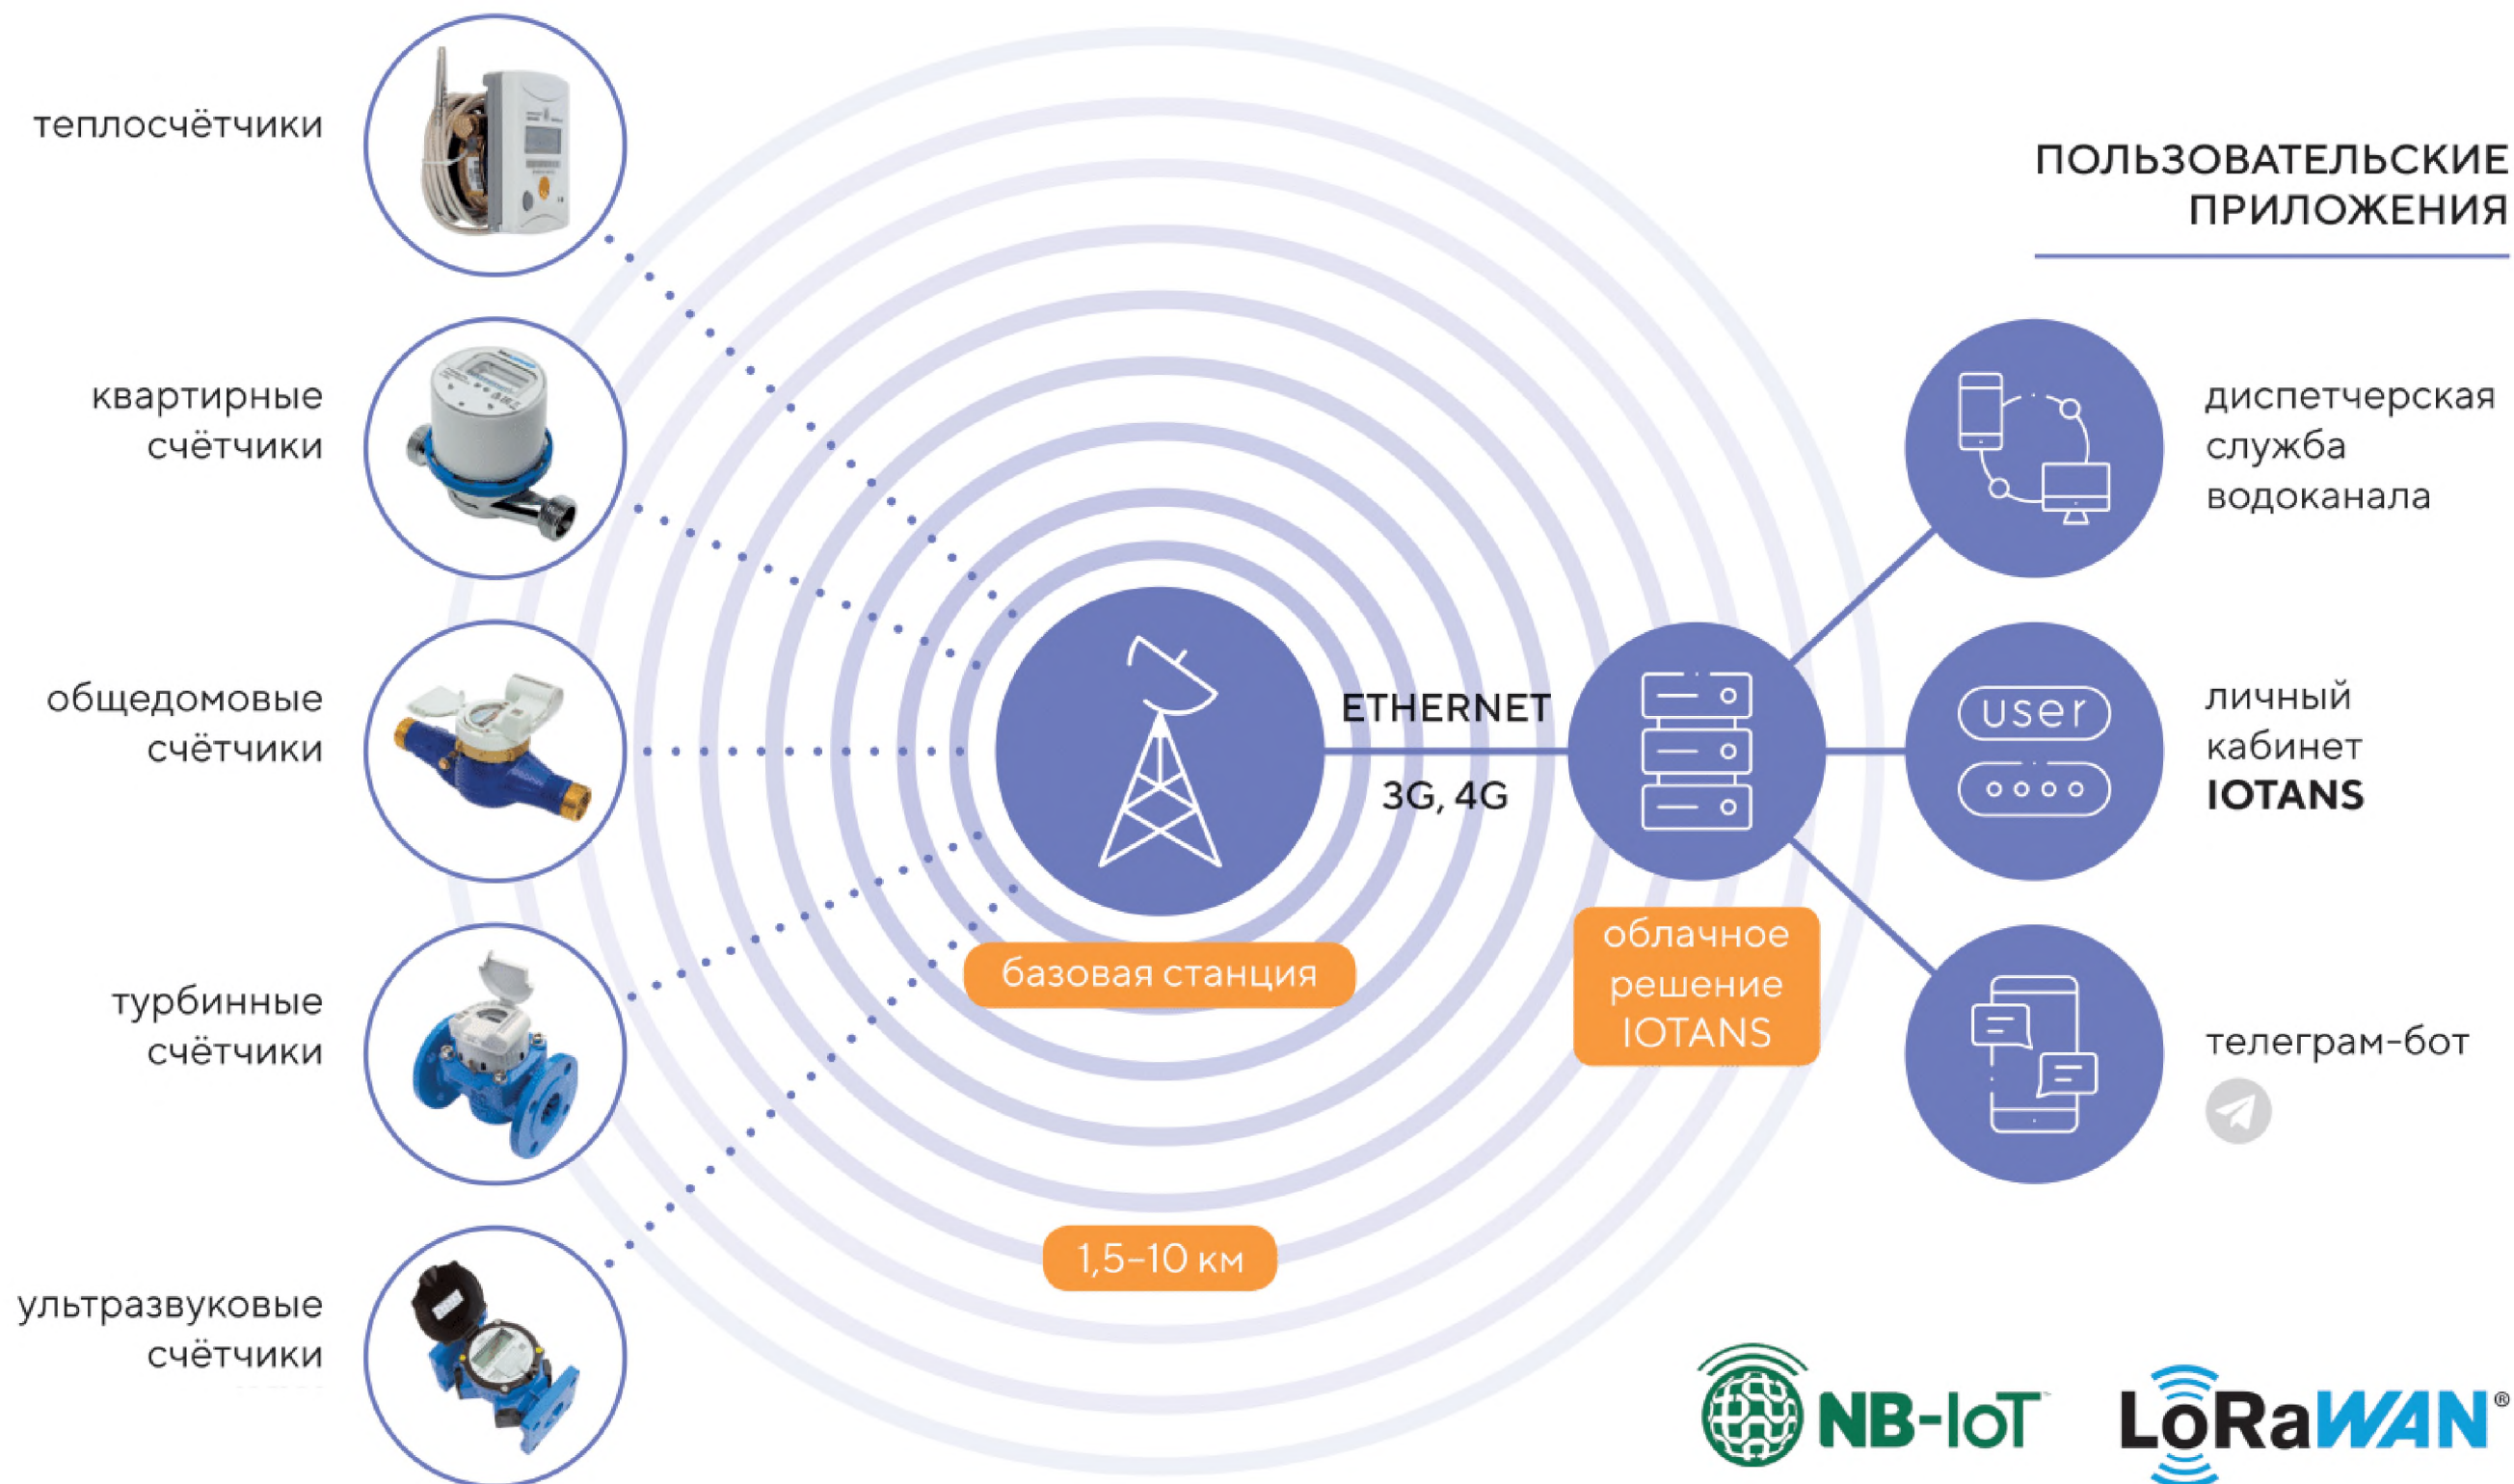 теплосчётчики
квартирные
счётчики
общедомовые
счётчики
турбинные
счётчики
ультразвуковые
счётчики
базовая станция
1,5–10 км
ETHERNET
3G, 4G
облачное
решение
IOTANS
ПОЛЬЗОВАТЕЛЬСКИЕ
ПРИЛОЖЕНИЯ
диспетчерская
служба
водоканала
user
личный
кабинет
IOTANS
телеграм-бот
NB-IoT
LoRaWAN®